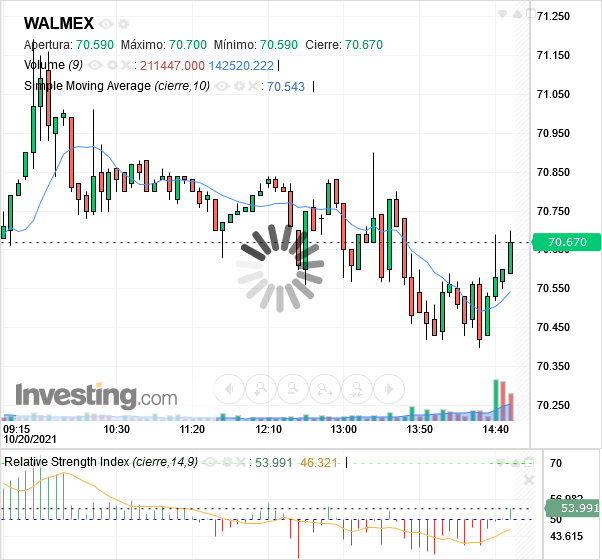 WALMEX
Apertura: 70.590 Máximo: 70.700 Mínimo: 70.590 Cierre: 70.670
Volume (9) : 211447.000 142520.222
Simple Moving Average (cierre,10) : 70.543
71.250
71.150
71.050
70.950
70.850
70.750
70.670
70.550
70.450
70.350
70.250
Investing.com
09:15 10:30 11:20 12:10 13:00 13:50 14:40
10/20/2021
Relative Strength Index (cierre,14,9) : 53.991 46.321
70
56.982
53.991
50
43.615